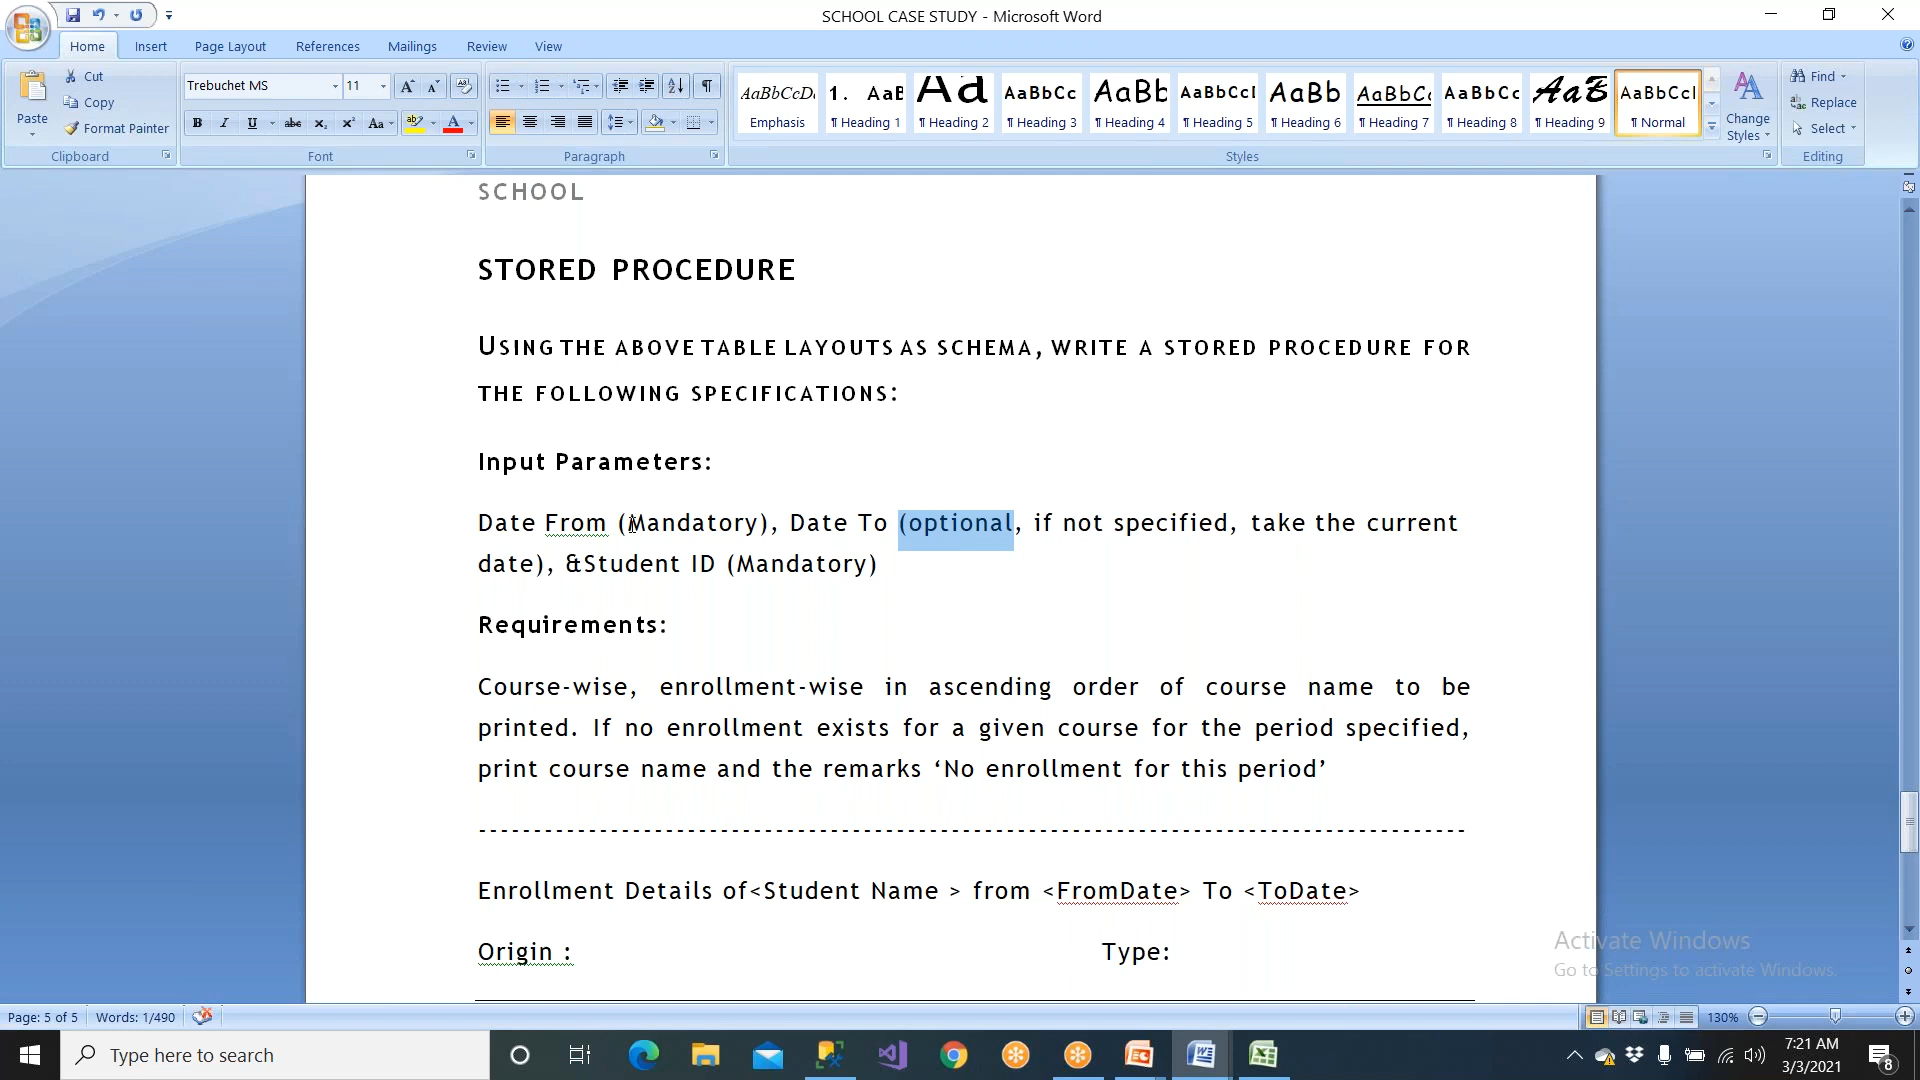 SCHOOL CASE STUDY - Microsoft Word
Home Insert Page Layout References Mailings Review View
Paste
Cut
Copy
Format Painter
Clipboard
Trebuchet MS 11
B I U abc x₂ x² Aa
Font
Paragraph
AaBbCcD 1. AaB Aa AaBbCc AaBb AaBbCcI AaBb AaBbC AaBbCc AaB AaBbCcI
Emphasis ¶ Heading 1 ¶ Heading 2 ¶ Heading 3 ¶ Heading 4 ¶ Heading 5 ¶ Heading 6 ¶ Heading 7 ¶ Heading 8 ¶ Heading 9 ¶ Normal
Change
Styles
Styles
Find
Replace
Select
Editing
SCHOOL
STORED PROCEDURE
USING THE ABOVE TABLE LAYOUTS AS SCHEMA, WRITE A STORED PROCEDURE FOR
THE FOLLOWING SPECIFICATIONS:
Input Parameters:
Date From (Mandatory), Date To (optional, if not specified, take the current
date), &Student ID (Mandatory)
Requirements:
Course-wise, enrollment-wise in ascending order of course name to be
printed. If no enrollment exists for a given course for the period specified,
print course name and the remarks ‘No enrollment for this period’
--------------------------------------------------------------------------------
Enrollment Details of<Student Name > from <FromDate> To <ToDate>
Origin : Type:
Activate Windows
Go to Settings to activate Windows.
Page: 5 of 5 Words: 1/490 130%
Type here to search
7:21 AM
3/3/2021
8